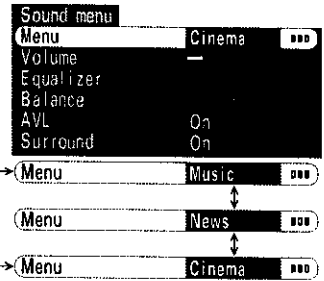 Sound menu
Menu Cinema
Volume
Equalizer
Balance
AVL On
Surround On
Menu Music
Menu News
Menu Cinema